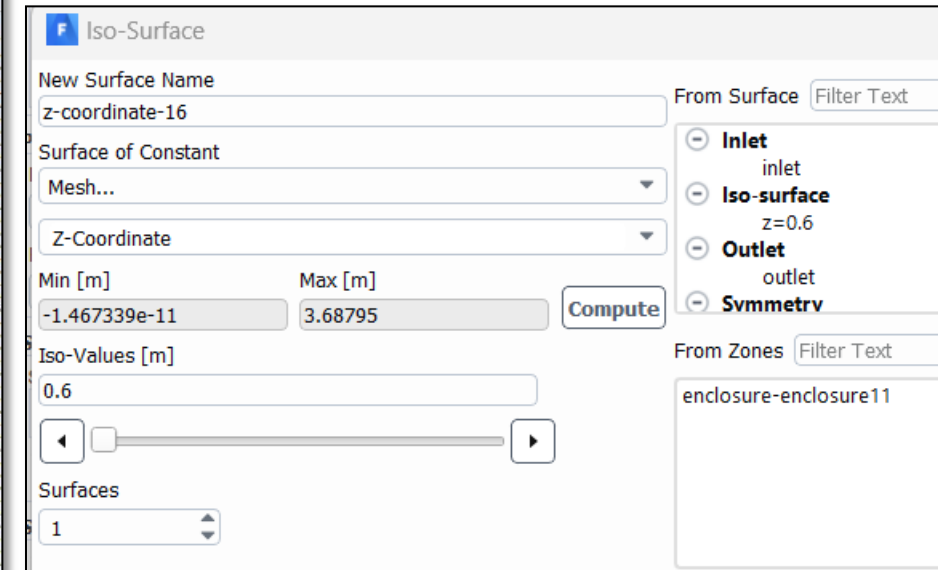 F Iso-Surface
New Surface Name
z-coordinate-16
Surface of Constant
Mesh...
Z-Coordinate
Min [m] Max [m]
-1.467339e-11 3.68795 Compute
Iso-Values [m]
0.6
Surfaces
1
From Surface Filter Text
Inlet
inlet
Iso-surface
z=0.6
Outlet
outlet
Symmetry
From Zones Filter Text
enclosure-enclosure11